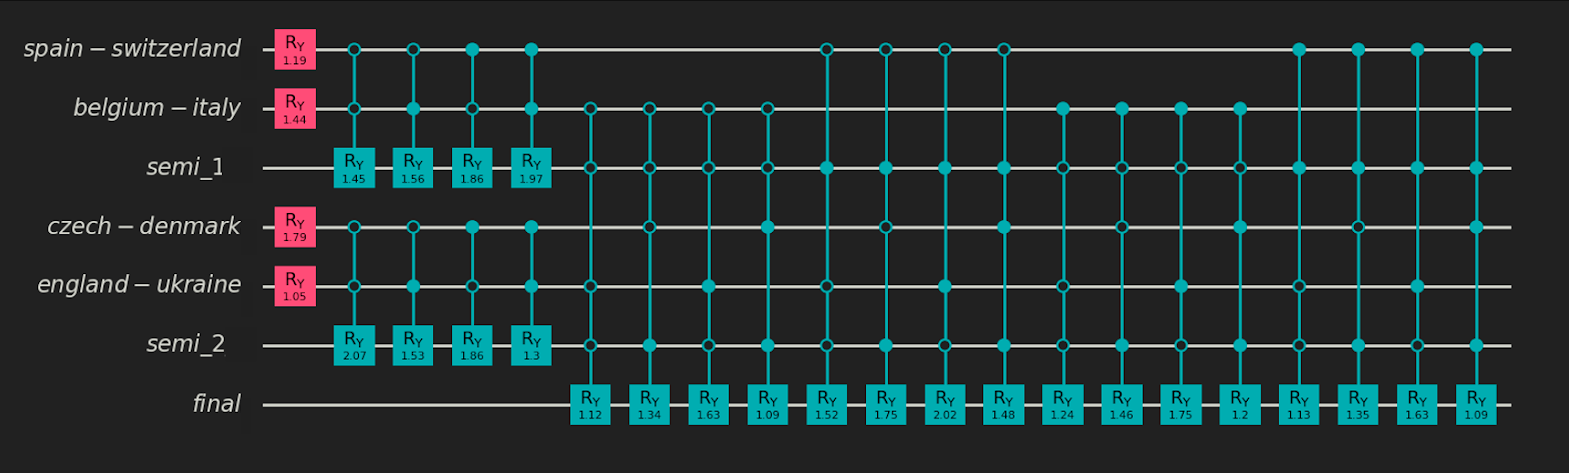 spain − switzerland RY 1.19
belgium − italy RY 1.44
semi_1 RY 1.45 RY 1.56 RY 1.86 RY 1.97
czech − denmark RY 1.79
england − ukraine RY 1.05
semi_2 RY 2.07 RY 1.53 RY 1.86 RY 1.3
final RY 1.12 RY 1.34 RY 1.63 RY 1.09 RY 1.52 RY 1.75 RY 2.02 RY 1.48 RY 1.24 RY 1.46 RY 1.75 RY 1.2 RY 1.13 RY 1.35 RY 1.63 RY 1.09